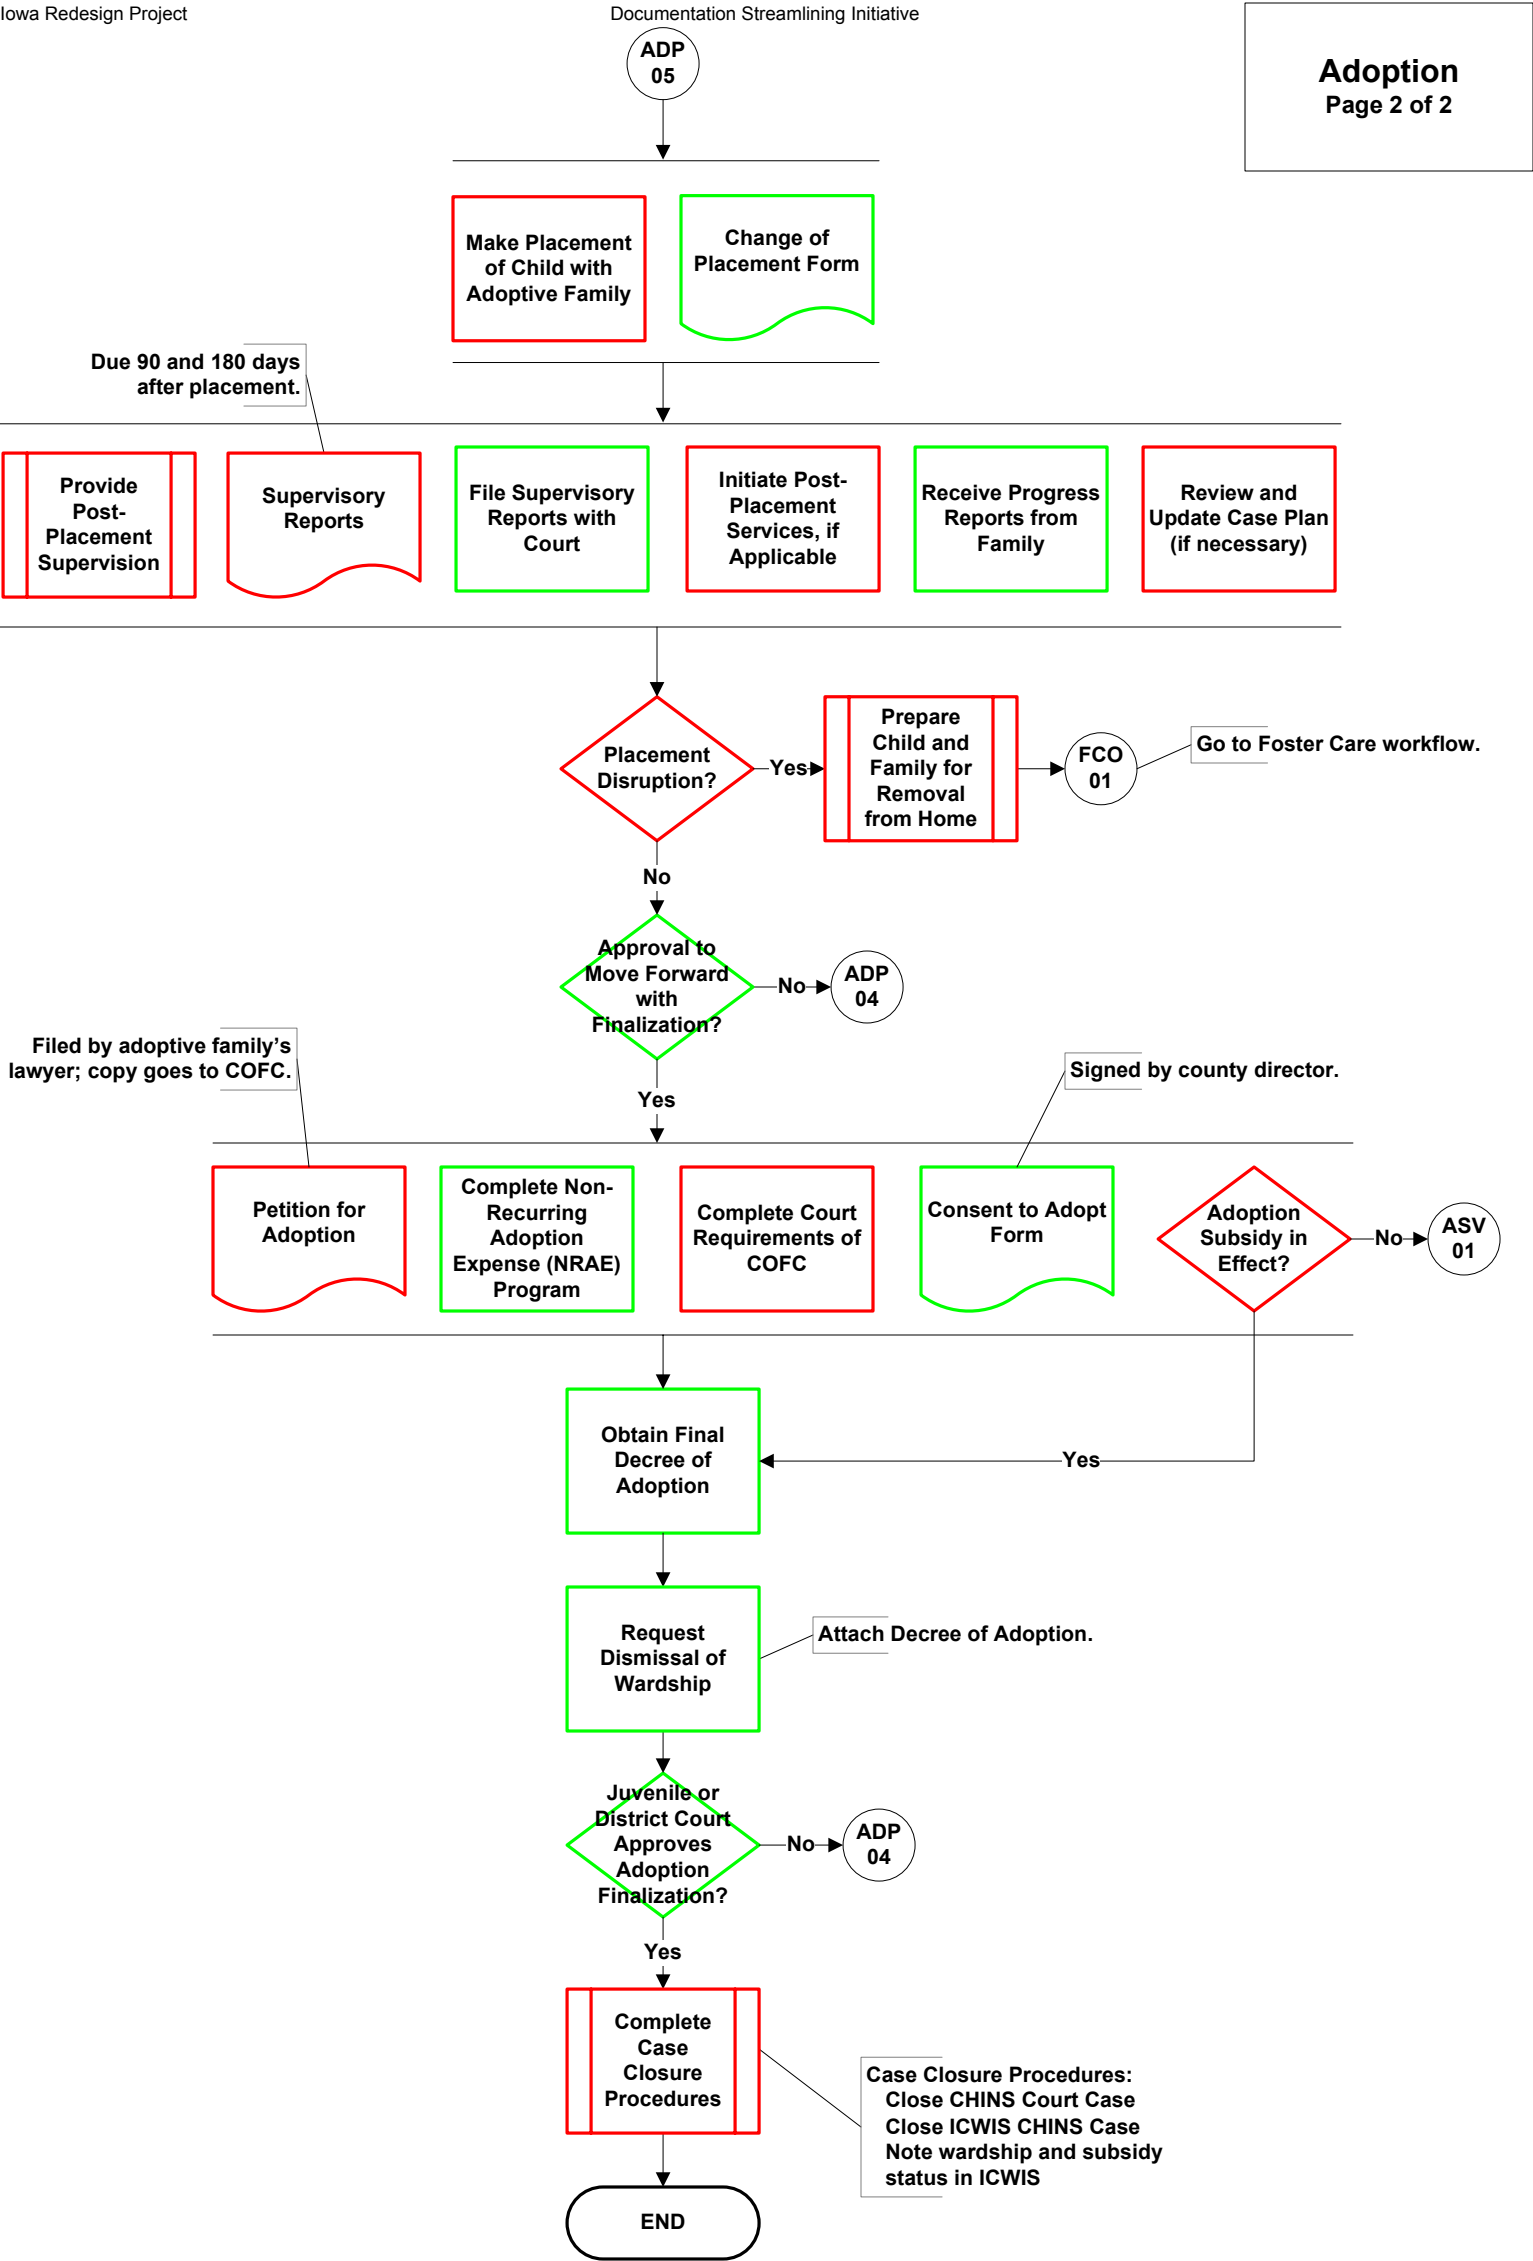 Iowa Redesign Project
Documentation Streamlining Initiative
Adoption
Page 2 of 2
ADP
05
Make Placement
of Child with
Adoptive Family
Change of
Placement Form
Due 90 and 180 days
after placement.
Provide
Post-
Placement
Supervision
Supervisory
Reports
File Supervisory
Reports with
Court
Initiate Post-
Placement
Services, if
Applicable
Receive Progress
Reports from
Family
Review and
Update Case Plan
(if necessary)
Placement
Disruption?
Yes
Prepare
Child and
Family for
Removal
from Home
FCO
01
Go to Foster Care workflow.
No
Approval to
Move Forward
with
Finalization?
No
ADP
04
Filed by adoptive family’s
lawyer; copy goes to COFC.
Yes
Signed by county director.
Petition for
Adoption
Complete Non-
Recurring
Adoption
Expense (NRAE)
Program
Complete Court
Requirements of
COFC
Consent to Adopt
Form
Adoption
Subsidy in
Effect?
No
ASV
01
Obtain Final
Decree of
Adoption
Yes
Request
Dismissal of
Wardship
Attach Decree of Adoption.
Juvenile or
District Court
Approves
Adoption
Finalization?
No
ADP
04
Yes
Complete
Case
Closure
Procedures
Case Closure Procedures:
Close CHINS Court Case
Close ICWIS CHINS Case
Note wardship and subsidy
status in ICWIS
END